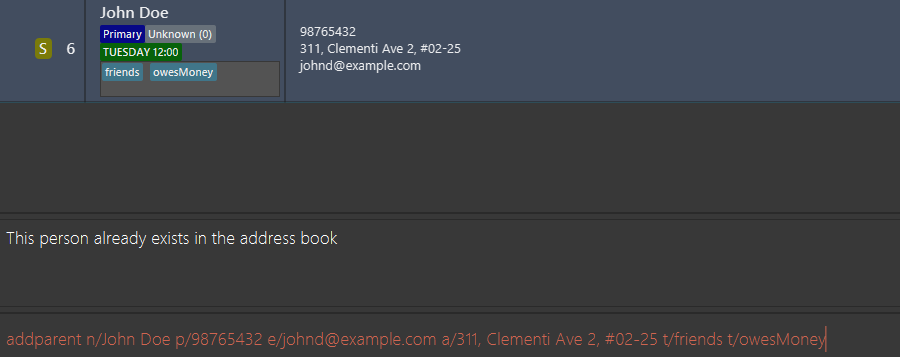 S 6
John Doe
Primary Unknown (0)
TUESDAY 12:00
friends owesMoney
98765432
311, Clementi Ave 2, #02-25
johnd@example.com
This person already exists in the address book
addparent n/John Doe p/98765432 e/johnd@example.com a/311, Clementi Ave 2, #02-25 t/friends t/owesMoney